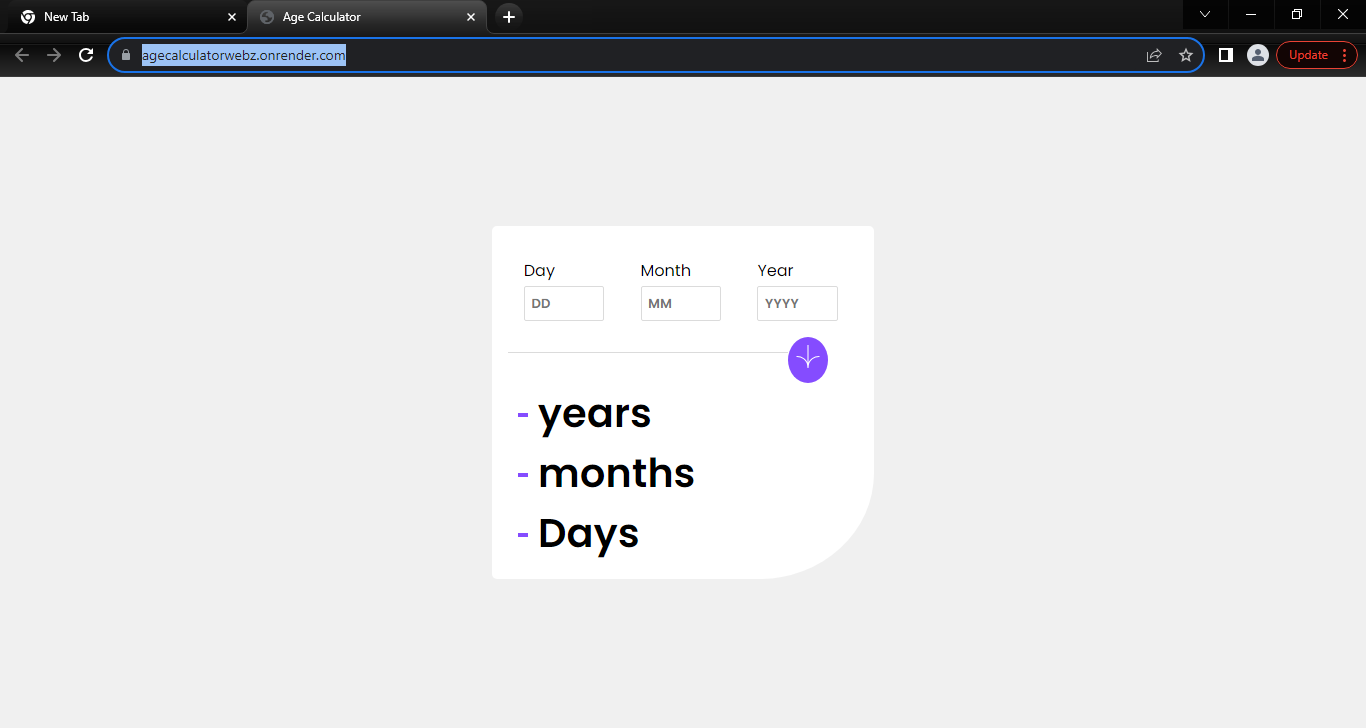 New Tab
Age Calculator
agecalculatorwebz.onrender.com
Update
Day Month Year
DD MM YYYY
- years
- months
- Days